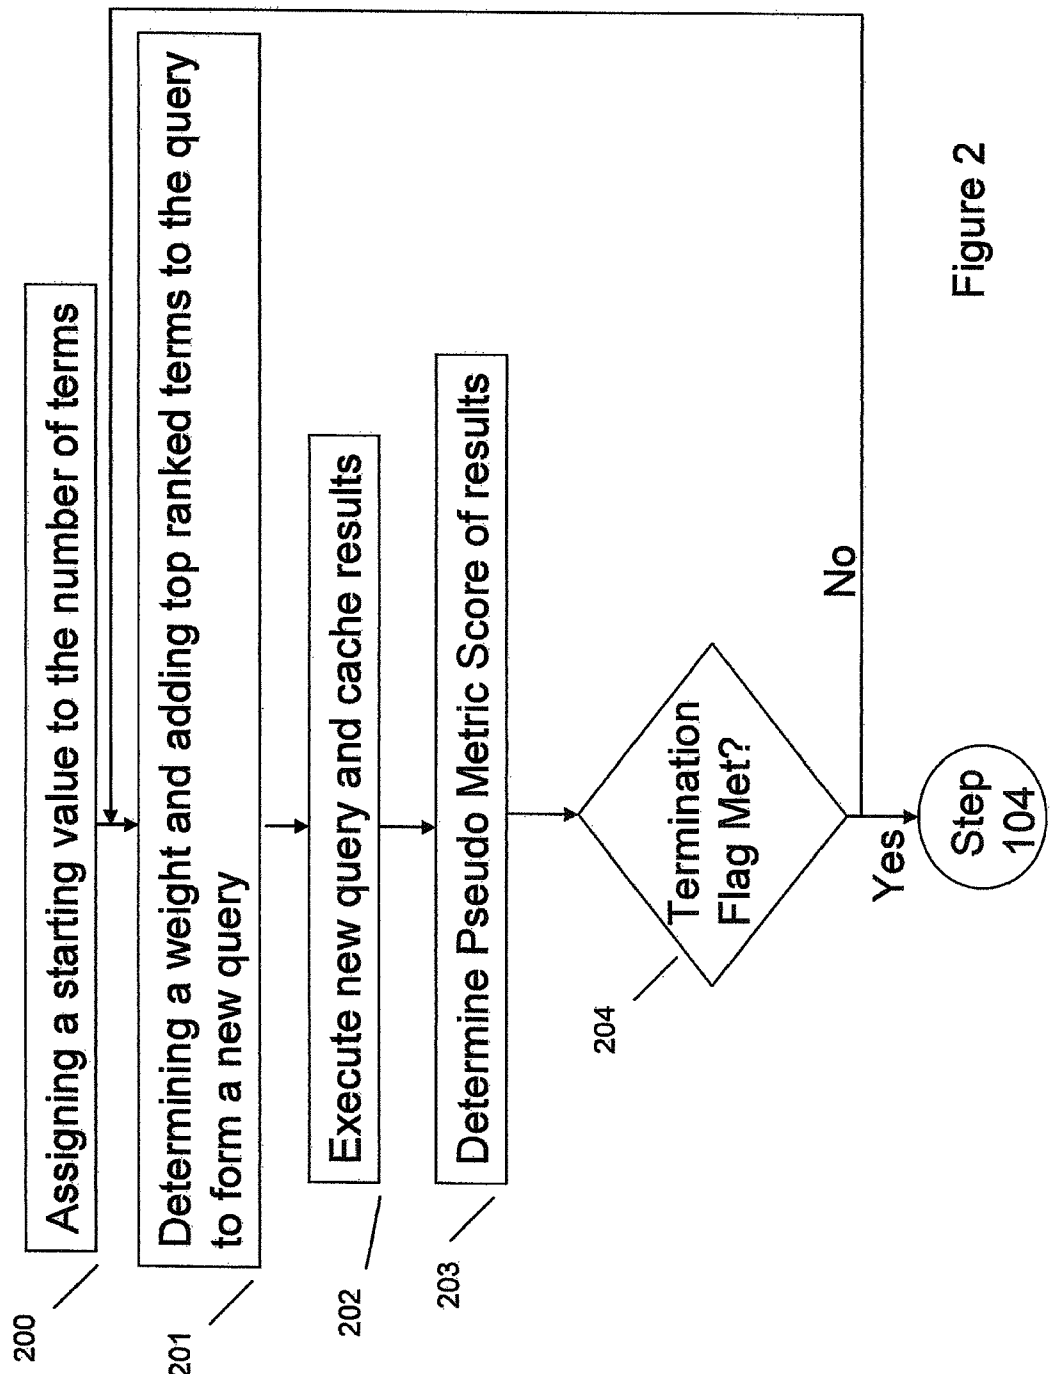 200
Assigning a starting value to the number of terms
201
Determining a weight and adding top ranked terms to the query
to form a new query
202
Execute new query and cache results
203
Determine Pseudo Metric Score of results
204
Termination
Flag Met?
No
Yes
Step
104
Figure 2